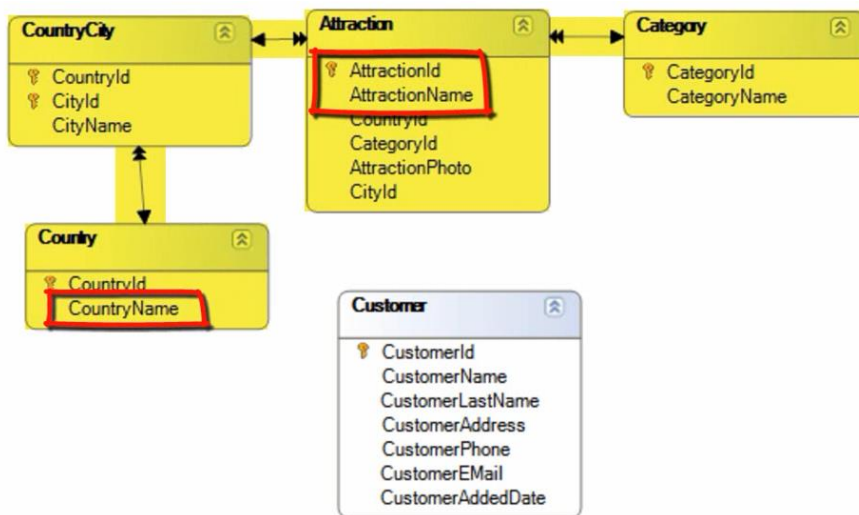 CountryCity
CountryId
CityId
CityName
Attraction
AttractionId
AttractionName
CountryId
CategoryId
AttractionPhoto
CityId
Category
CategoryId
CategoryName
Country
CountryId
CountryName
Customer
CustomerId
CustomerName
CustomerLastName
CustomerAddress
CustomerPhone
CustomerEMail
CustomerAddedDate